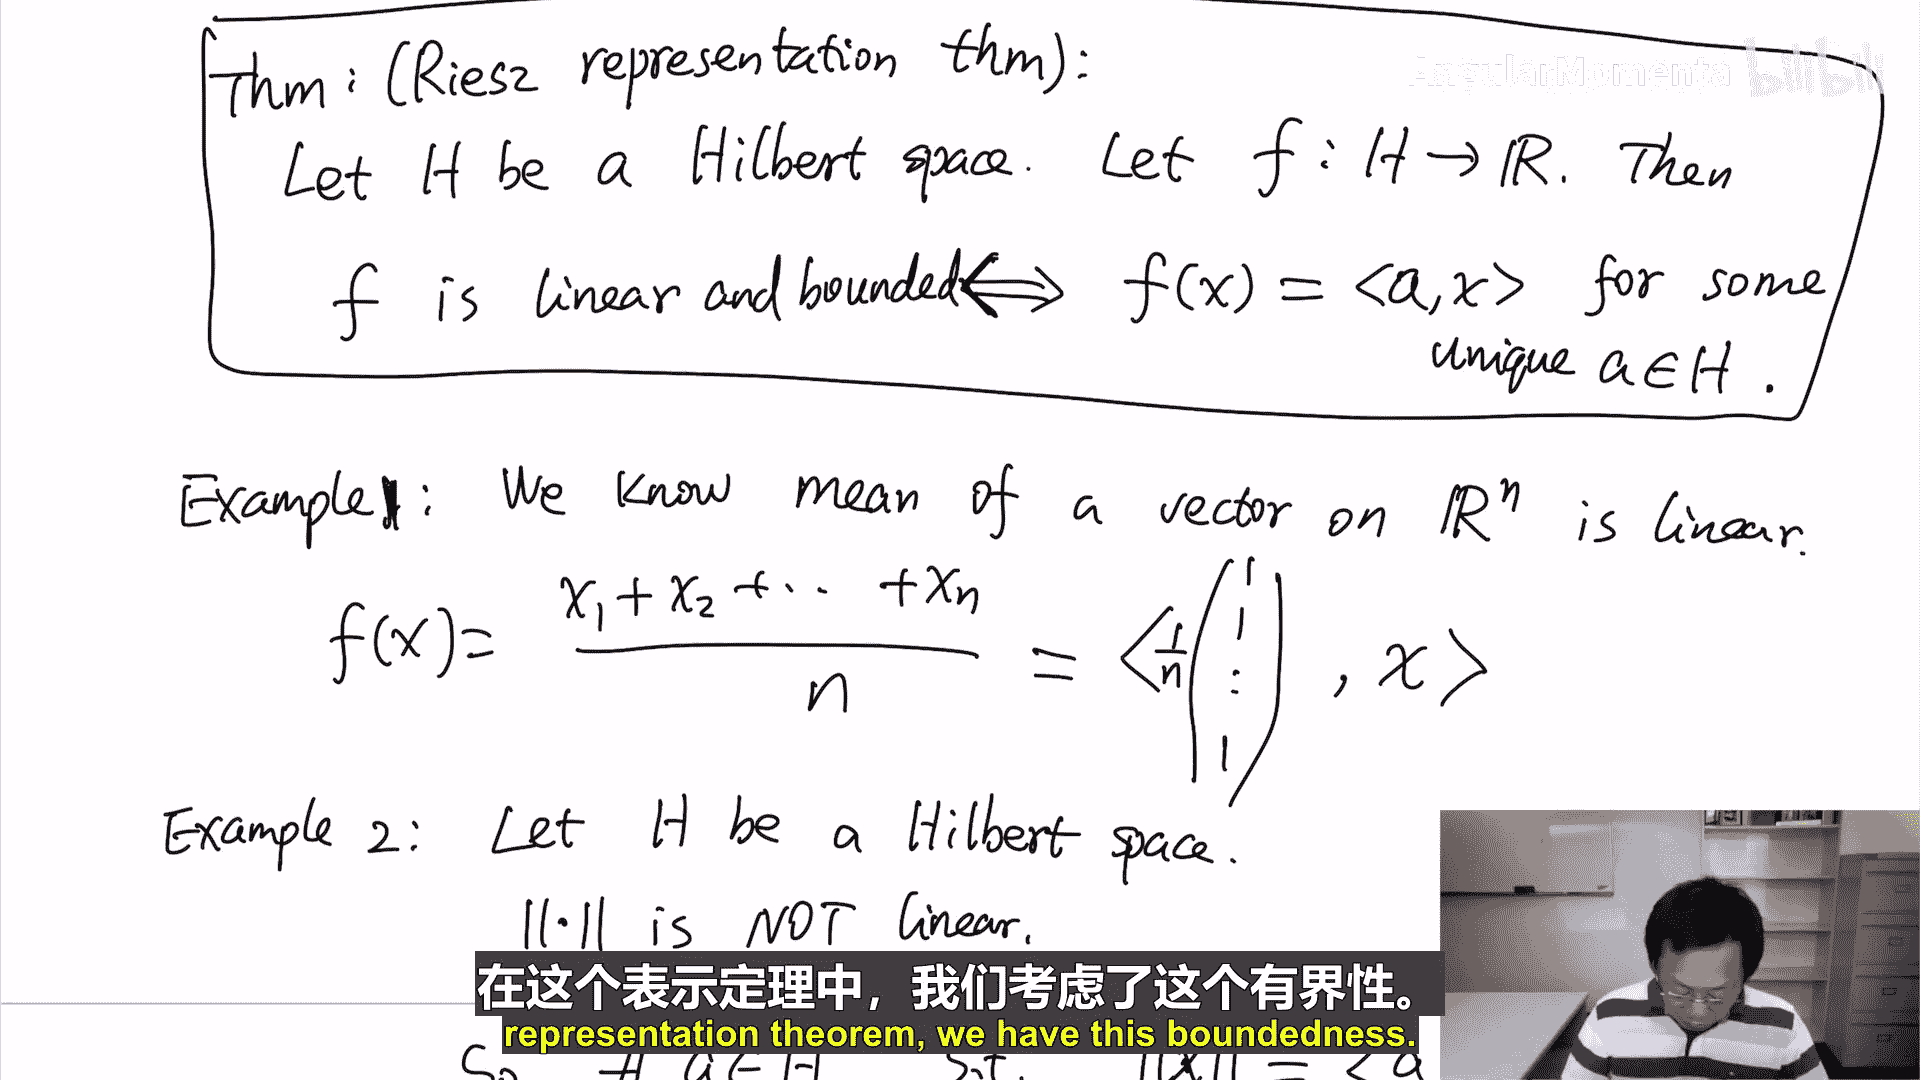 AngularMomenta bilibili
Thm: (Riesz representation thm):
Let H be a Hilbert space. Let f: H → ℝ. Then
f is linear and bounded ⟺ f(x) = <a,x> for some
unique a∈H.
Example 1: We know mean of a vector on ℝⁿ is linear.
f(x) = (x₁ + x₂ + ·· + xₙ)/n = <1/n (1 1 : 1), x>
Example 2: Let H be a Hilbert space.
||·|| is NOT linear.
在这个表示定理中，我们考虑了这个有界性。
representation theorem, we have this boundedness.
So ∄ a∈H s.t. ||x|| = <a